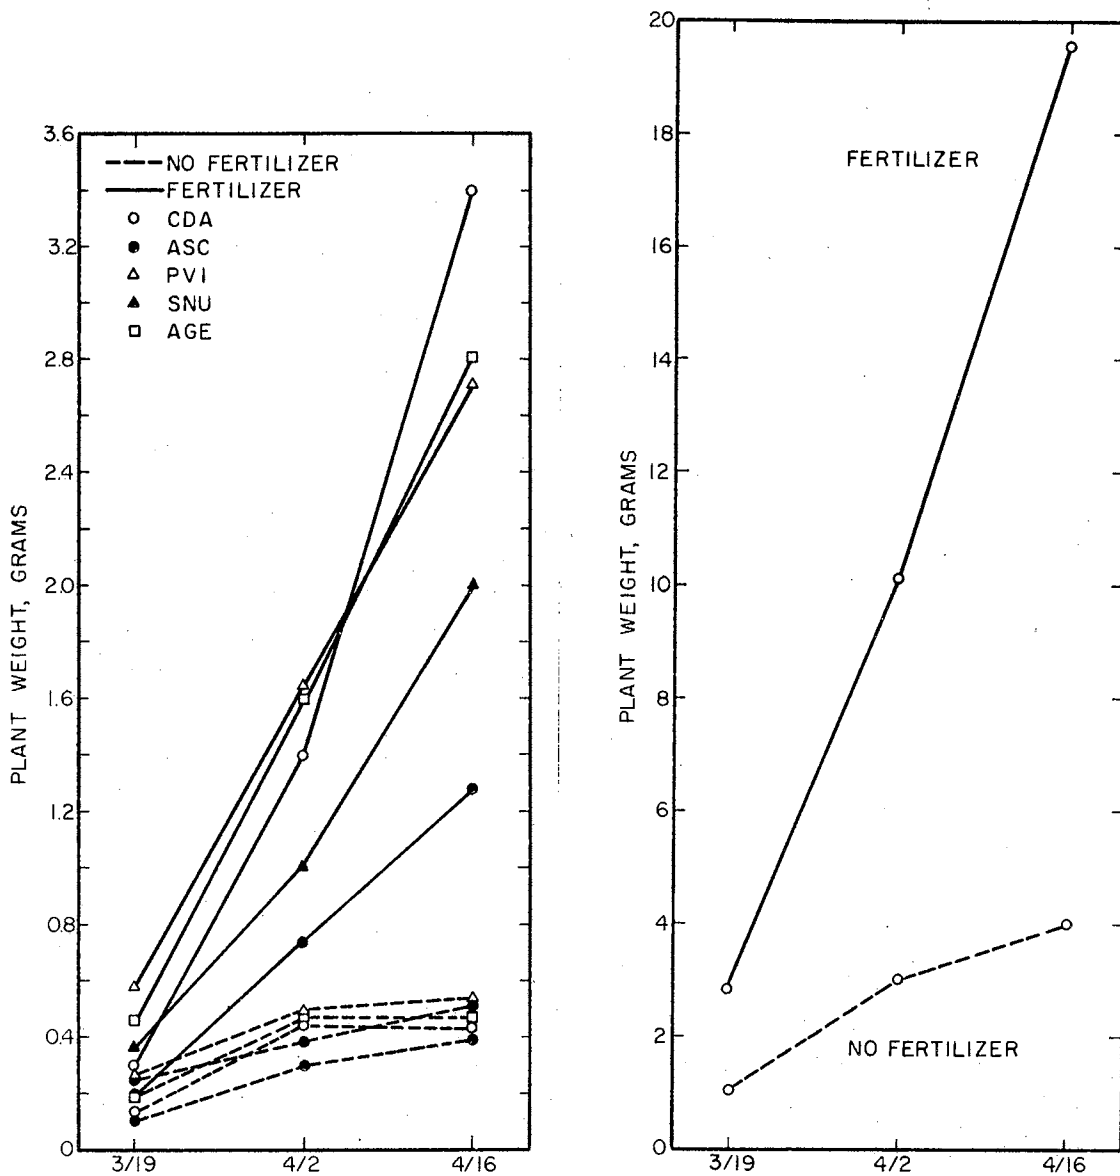 3.6
3.2
2.8
2.4
2.0
1.6
1.2
0.8
0.4
0
PLANT WEIGHT, GRAMS
NO FERTILIZER
FERTILIZER
CDA
ASC
PVI
SNU
AGE
3/19 4/2 4/16
20
18
16
14
12
10
8
6
4
2
0
PLANT WEIGHT, GRAMS
FERTILIZER
NO FERTILIZER
3/19 4/2 4/16